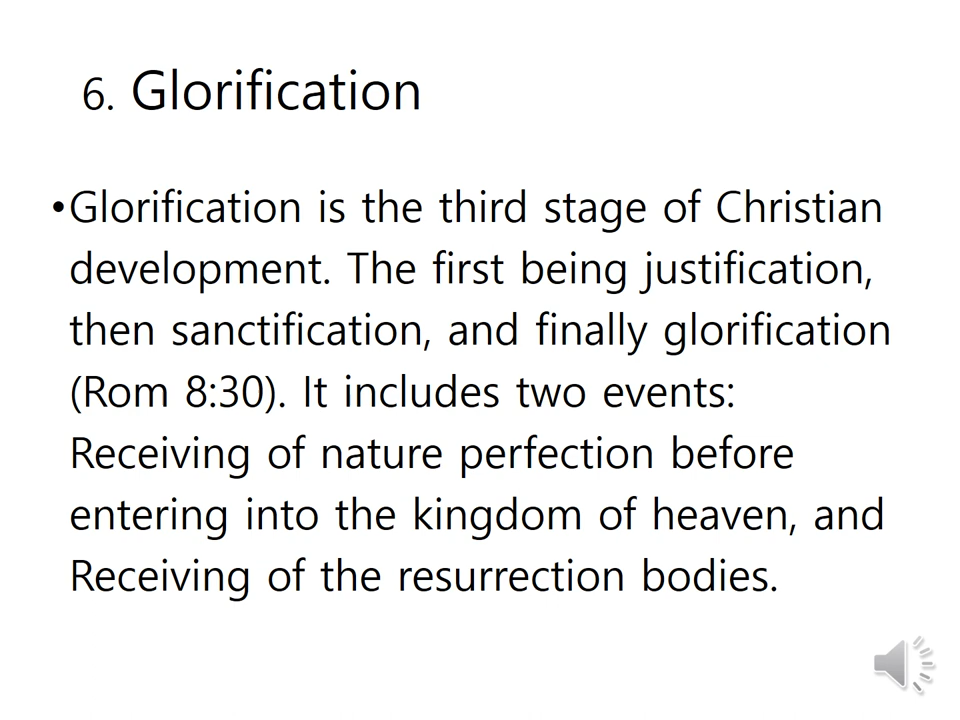 6. Glorification
•Glorification is the third stage of Christian
development. The first being justification,
then sanctification, and finally glorification
(Rom 8:30). It includes two events:
Receiving of nature perfection before
entering into the kingdom of heaven, and
Receiving of the resurrection bodies.